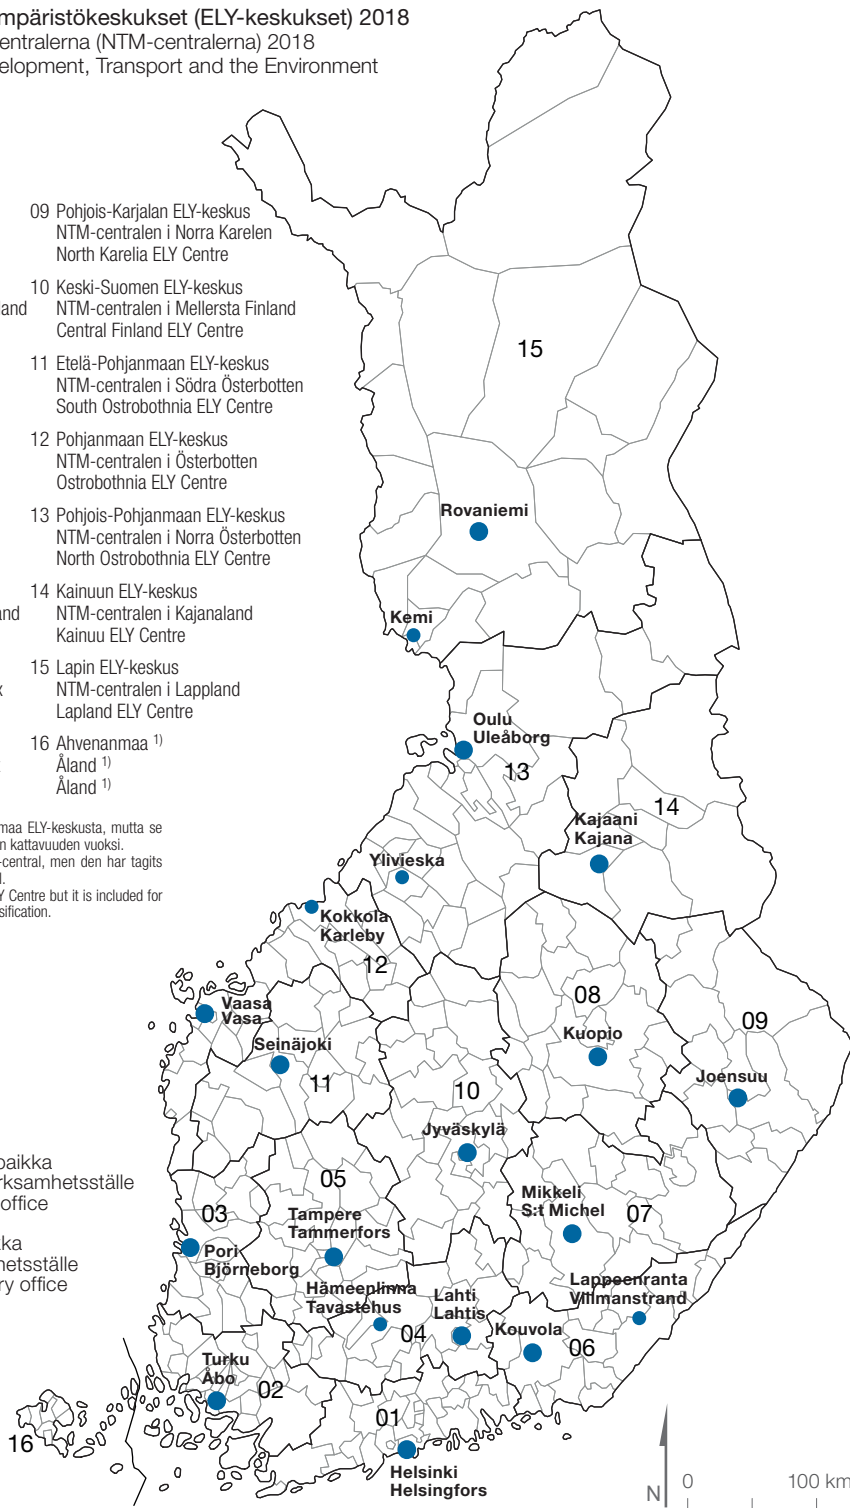 mpäristökeskukset (ELY-keskukset) 2018
entralerna (NTM-centralerna) 2018
elopment, Transport and the Environment
09 Pohjois-Karjalan ELY-keskus
NTM-centralen i Norra Karelen
North Karelia ELY Centre
10 Keski-Suomen ELY-keskus
land NTM-centralen i Mellersta Finland
Central Finland ELY Centre
11 Etelä-Pohjanmaan ELY-keskus
NTM-centralen i Södra Österbotten
South Ostrobothnia ELY Centre
12 Pohjanmaan ELY-keskus
NTM-centralen i Österbotten
Ostrobothnia ELY Centre
13 Pohjois-Pohjanmaan ELY-keskus
NTM-centralen i Norra Österbotten
North Ostrobothnia ELY Centre
14 Kainuun ELY-keskus
and NTM-centralen i Kajanaland
Kainuu ELY Centre
15 Lapin ELY-keskus
NTM-centralen i Lappland
Lapland ELY Centre
16 Ahvenanmaa 1)
Åland 1)
Åland 1)
maa ELY-keskusta, mutta se
n kattavuuden vuoksi.
-central, men den har tagits
l.
Y Centre but it is included for
sification.
paikka
rksamhetsställe
office
kka
hetsställe
ry office
15
Rovaniemi
Kemi
Oulu
Uleåborg
13
14
Kajaani
Kajana
Ylivieska
Kokkola
Karleby
12
Vaasa
Vasa
08
09
Seinäjoki
Kuopio
11
10
Joensuu
Jyväskylä
05
Mikkeli
S:t Michel
07
03
Tampere
Tammerfors
Pori
Björneborg
Hämeenlinna
Tavastehus
Lahti
Lahtis
Lappeenranta
Villmanstrand
04
Kouvola
06
Turku
Åbo
02
01
16
Helsinki
Helsingfors
N
0 100 km